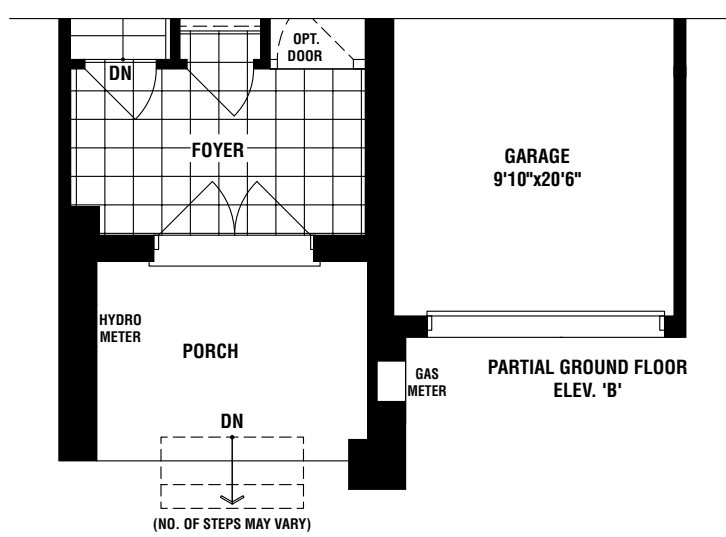 OPT.
DOOR
DN
FOYER
GARAGE
9'10"x20'6"
HYDRO
METER
PORCH
GAS
METER
PARTIAL GROUND FLOOR
ELEV. 'B'
DN
(NO. OF STEPS MAY VARY)